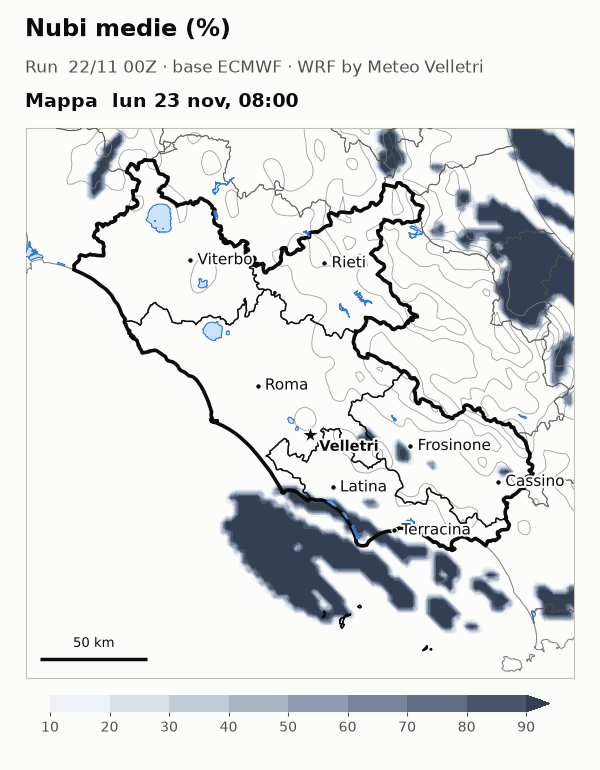 Nubi medie (%)
Run  22/11 00Z · base ECMWF · WRF by Meteo Velletri
Mappa  lun 23 nov, 08:00
Viterbo
Rieti
Roma
Velletri
Frosinone
Latina
Cassino
Terracina
50 km
10 20 30 40 50 60 70 80 90